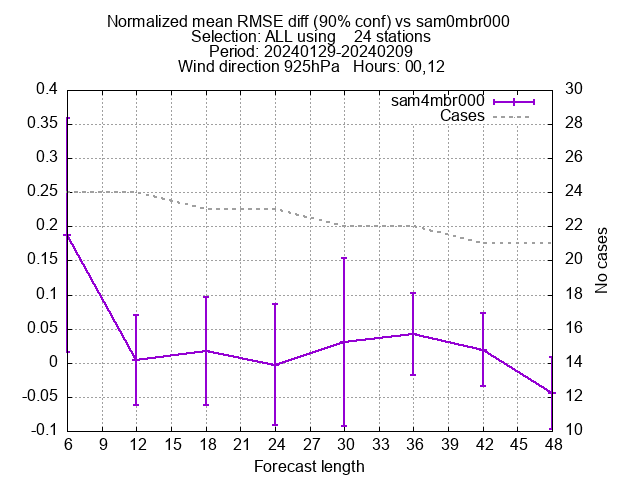 Normalized mean RMSE diff (90% conf) vs sam0mbr000
Selection: ALL using    24 stations
Period: 20240129-20240209
Wind direction 925hPa   Hours: 00,12
sam4mbr000
Cases
0.4
0.35
0.3
0.25
0.2
0.15
0.1
0.05
0
-0.05
-0.1
30
28
26
24
22
20
18
16
14
12
10
No cases
6 9 12 15 18 21 24 27 30 33 36 39 42 45 48
Forecast length